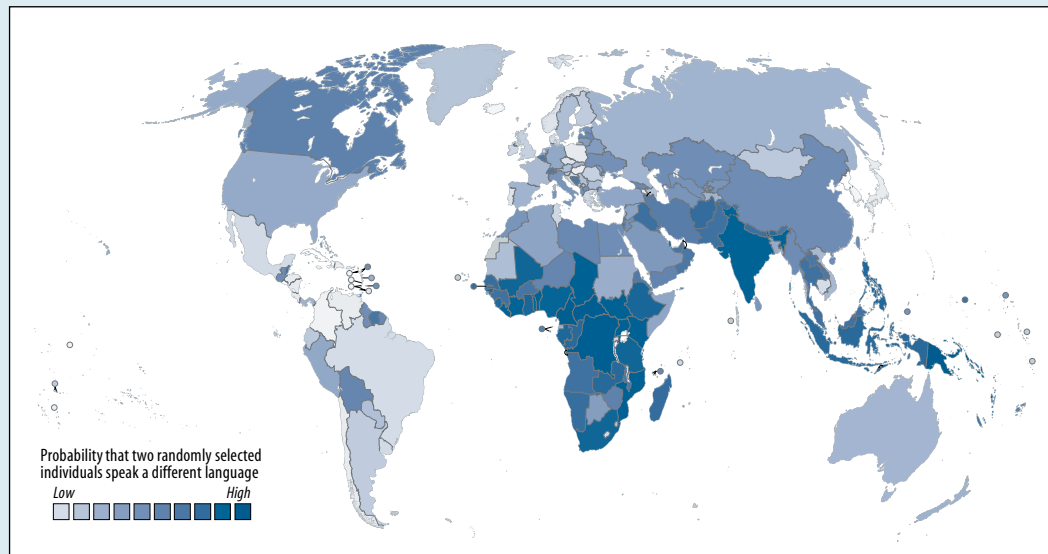 Probability that two randomly selected
individuals speak a different language
Low High